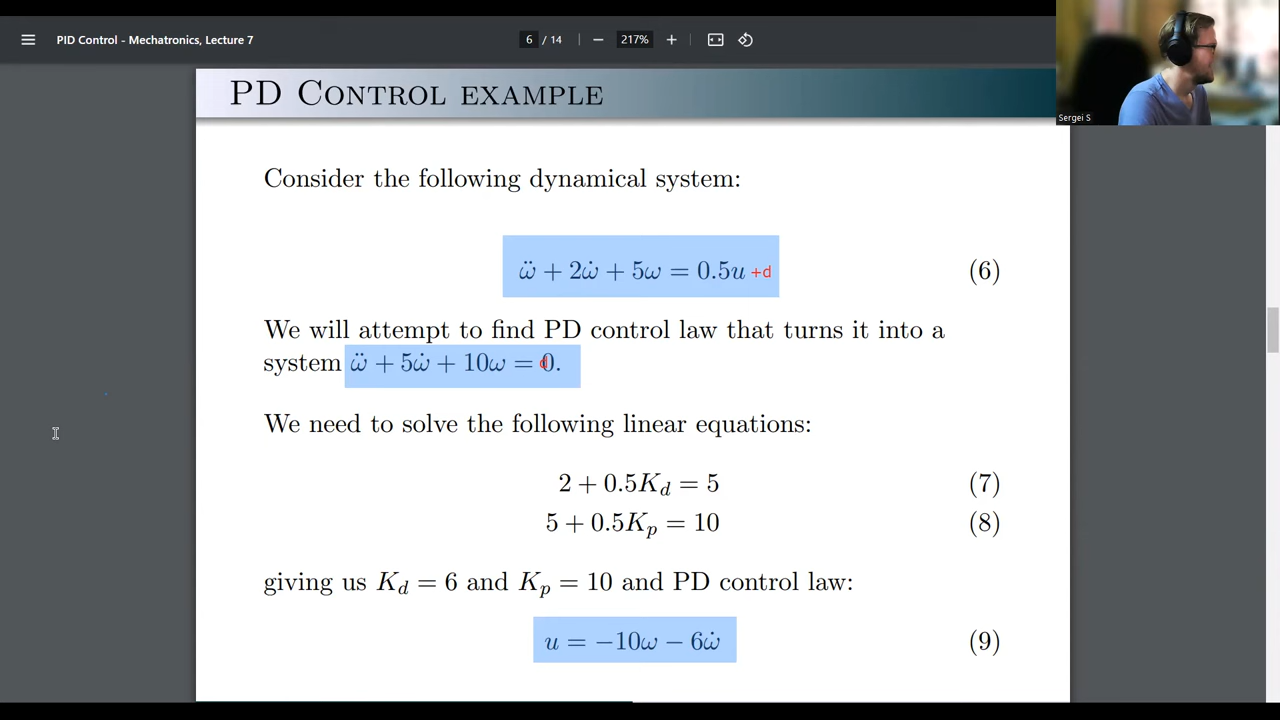 PID Control - Mechatronics, Lecture 7
6 / 14
217%
Sergei S
PD Control example
Consider the following dynamical system:
ω̈ + 2ω̇ + 5ω = 0.5u +d (6)
We will attempt to find PD control law that turns it into a
system ω̈ + 5ω̇ + 10ω = 0. d
We need to solve the following linear equations:
2 + 0.5K_d = 5 (7)
5 + 0.5K_p = 10 (8)
giving us K_d = 6 and K_p = 10 and PD control law:
u = −10ω − 6ω̇ (9)